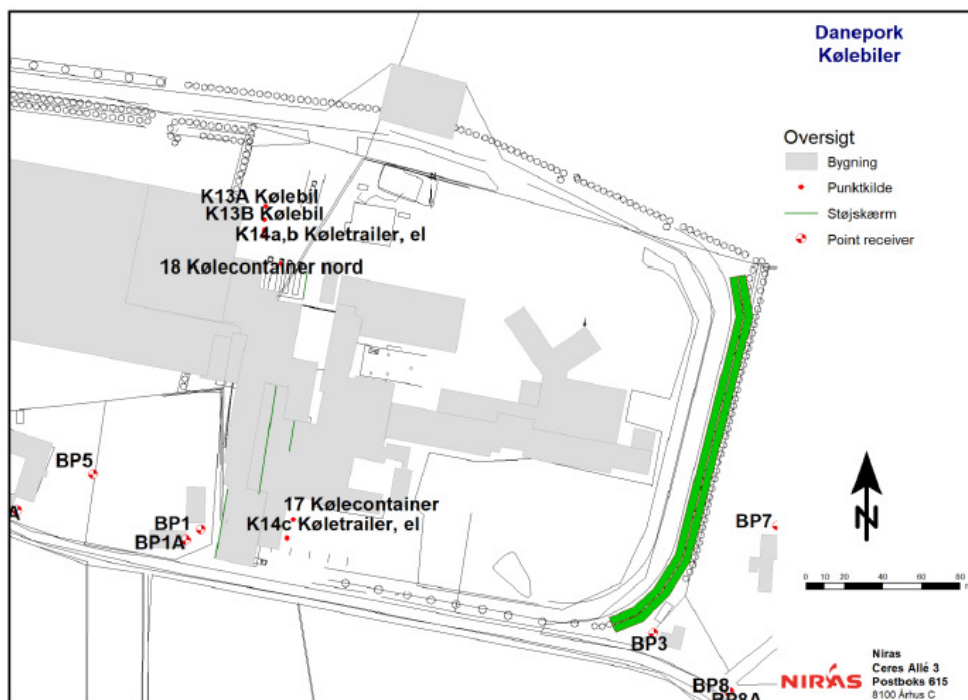 Danepork
Kølebiler
Oversigt
Bygning
Punktkilde
Støjskærm
Point receiver
K13A Kølebil
K13B Kølebil
K14a,b Køletrailer, el
18 Kølecontainer nord
BP5
A
BP1
BP1A
17 Kølecontainer
K14c Køletrailer, el
BP7
N
0 10 20 40 60 80
m
BP3
BP8
BP8A
NIRAS
Niras
Ceres Allé 3
Postboks 615
8100 Århus C